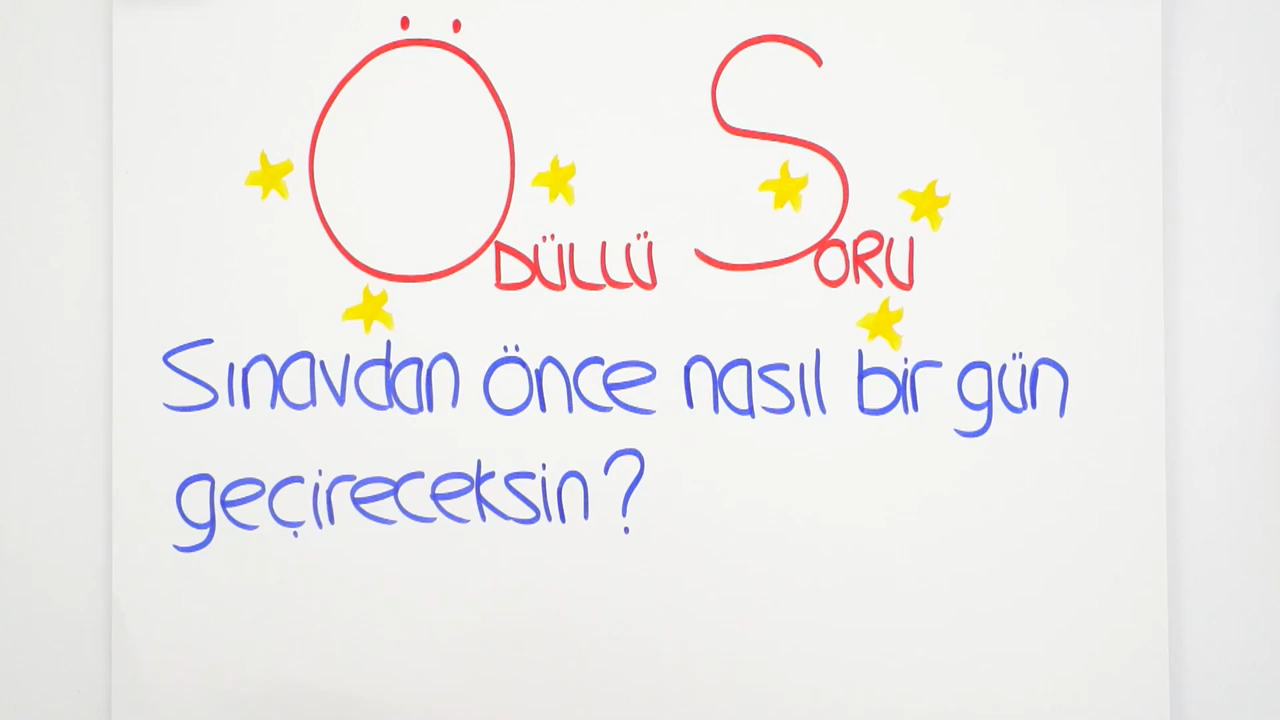 ÖDÜLLÜ SORU
Sınavdan önce nasıl bir gün
geçireceksin?